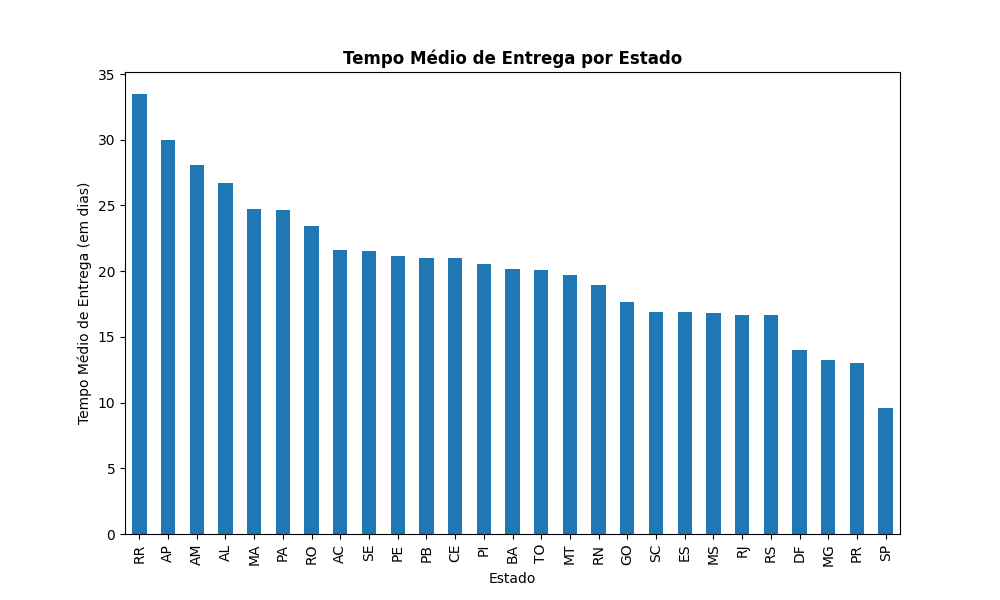 Tempo Médio de Entrega por Estado
Tempo Médio de Entrega (em dias)
35
30
25
20
15
10
5
0
RR AP AM AL MA PA RO AC SE PE PB CE PI BA TO MT RN GO SC ES MS RJ RS DF MG PR SP
Estado